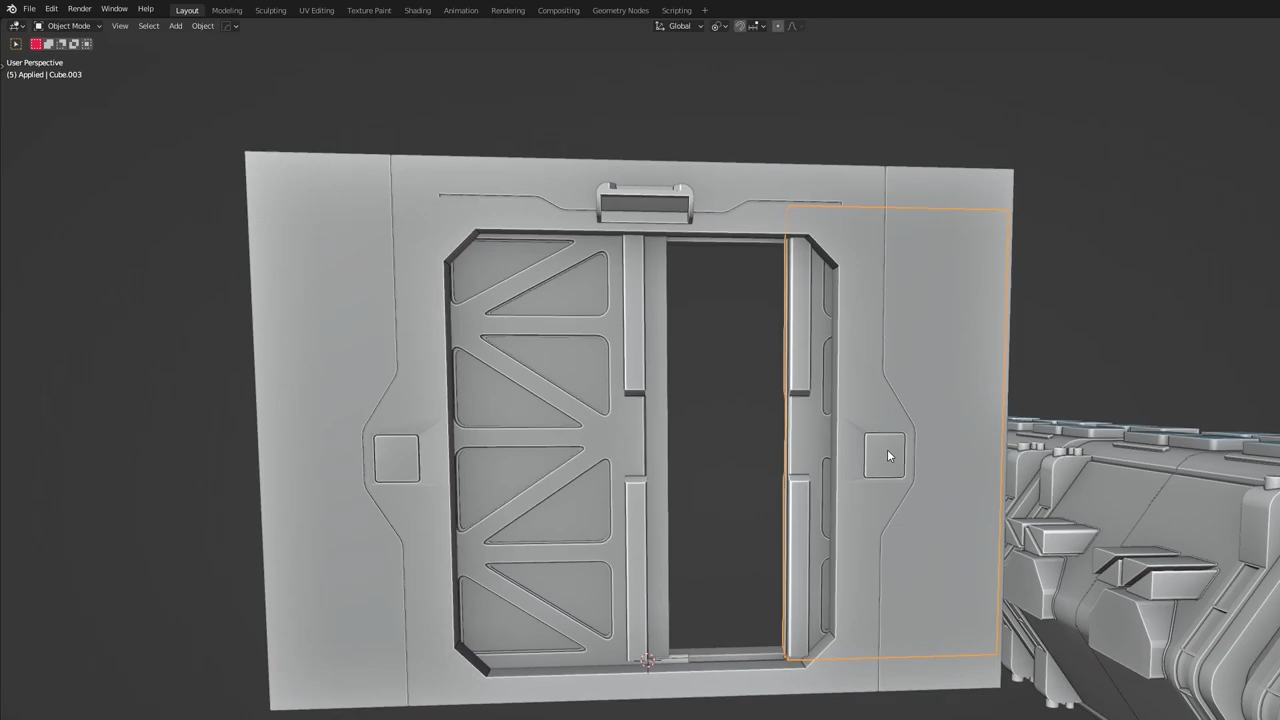 File Edit Render Window Help Layout Modeling Sculpting UV Editing Texture Paint Shading Animation Rendering Compositing Geometry Nodes Scripting +
Object Mode View Select Add Object Global
User Perspective
(5) Applied | Cube.003